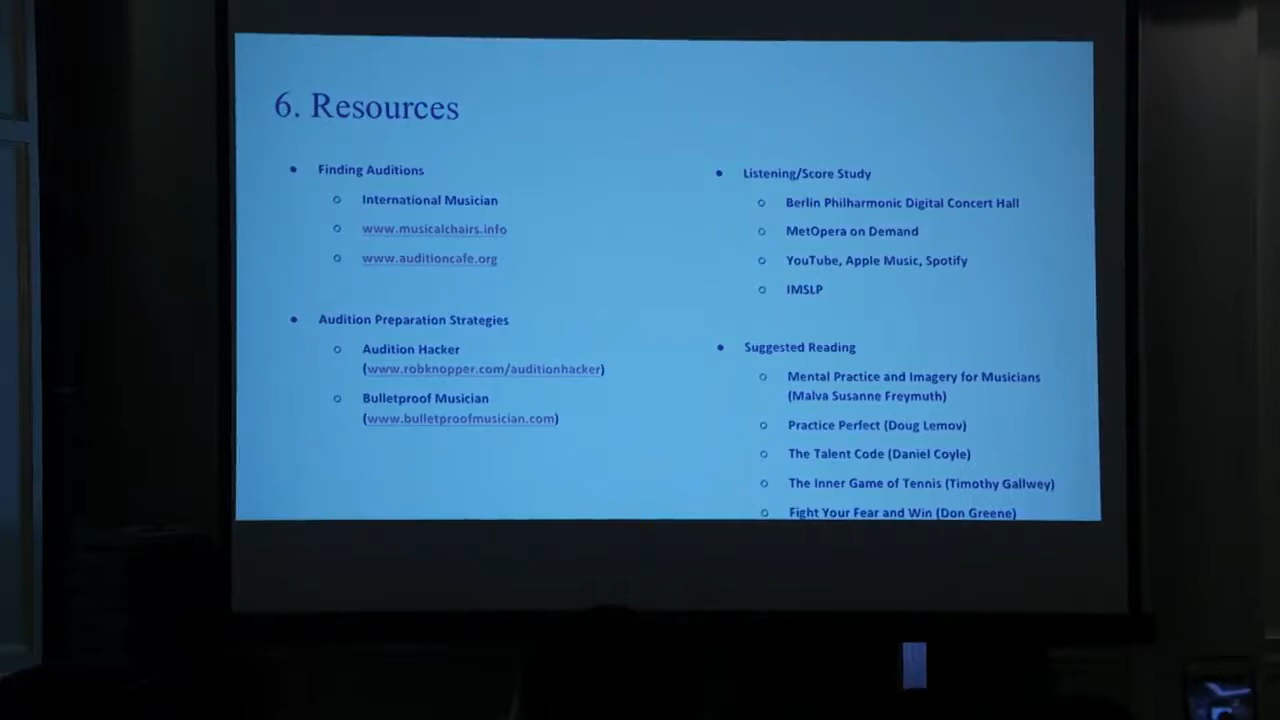 6. Resources
Finding Auditions
International Musician
www.musicalchairs.info
www.auditioncafe.org
Audition Preparation Strategies
Audition Hacker
(www.robknopper.com/auditionhacker)
Bulletproof Musician
(www.bulletproofmusician.com)
Listening/Score Study
Berlin Philharmonic Digital Concert Hall
MetOpera on Demand
YouTube, Apple Music, Spotify
IMSLP
Suggested Reading
Mental Practice and Imagery for Musicians
(Malva Susanne Freymuth)
Practice Perfect (Doug Lemov)
The Talent Code (Daniel Coyle)
The Inner Game of Tennis (Timothy Gallwey)
Fight Your Fear and Win (Don Greene)